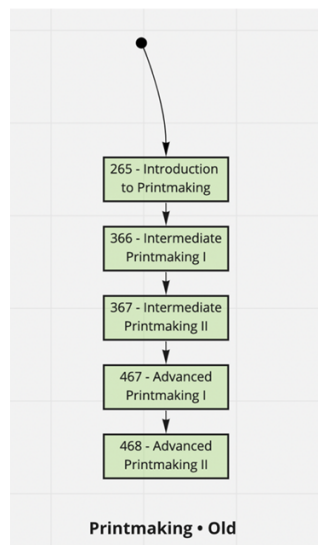 265 - Introduction
to Printmaking
366 - Intermediate
Printmaking I
367 - Intermediate
Printmaking II
467 - Advanced
Printmaking I
468 - Advanced
Printmaking II
Printmaking • Old